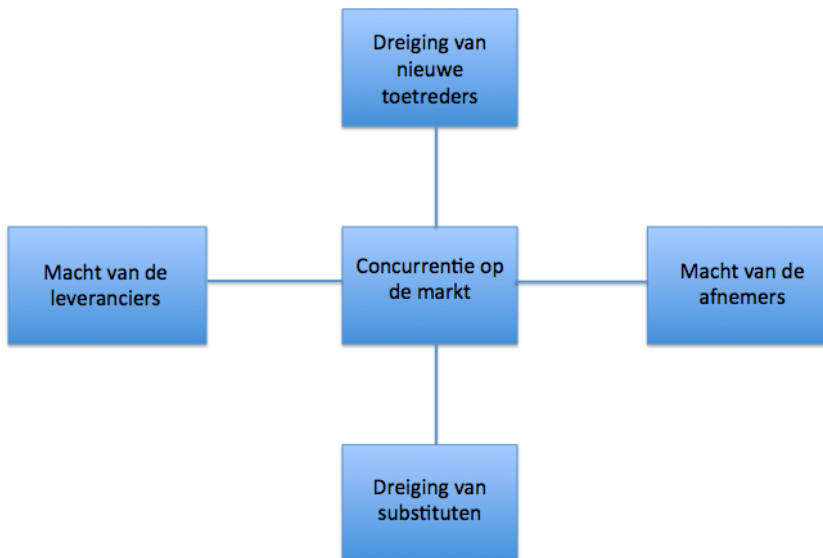 Dreiging van
nieuwe
toetreders
Macht van de
leveranciers
Concurrentie op
de markt
Macht van de
afnemers
Dreiging van
substituten